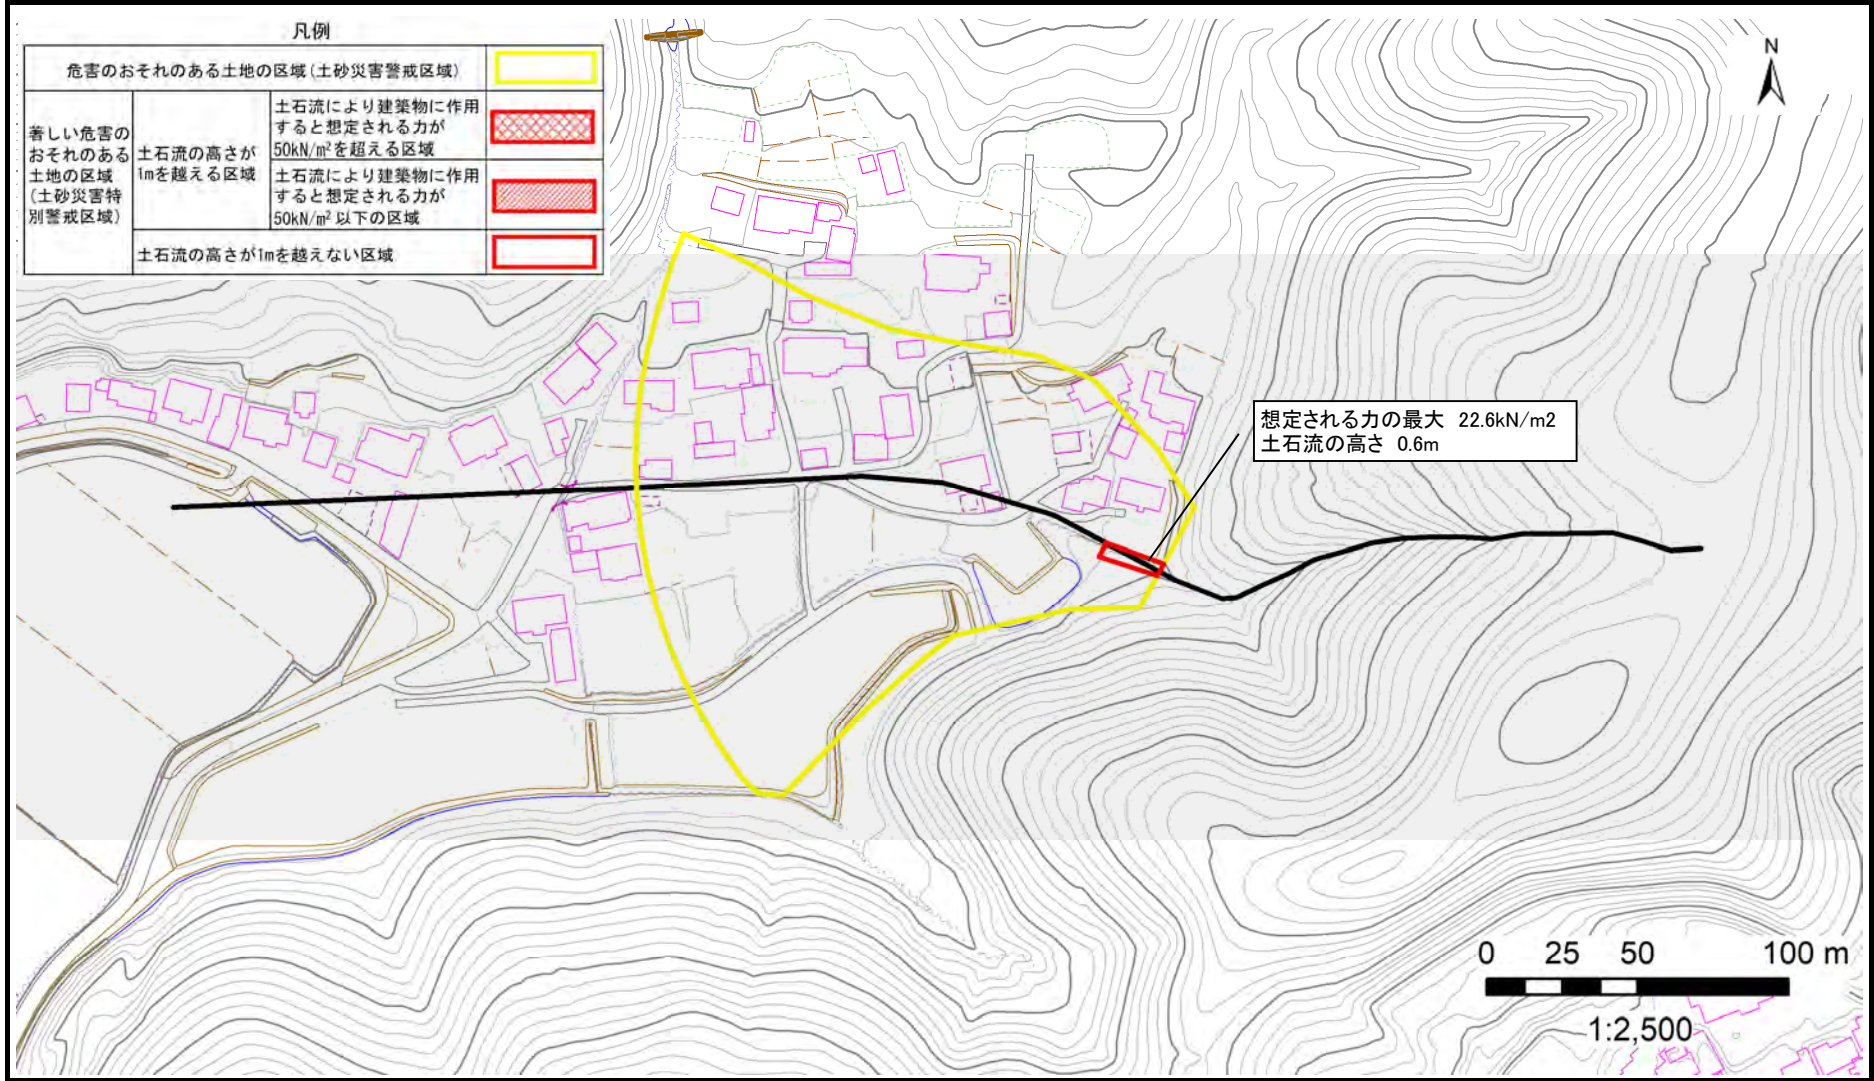 凡例
危害のおそれのある土地の区域(土砂災害警戒区域)
著しい危害の
おそれのある
土地の区域
(土砂災害特
別警戒区域)
土石流の高さが
1mを越える区域
土石流により建築物に作用
すると想定される力が
50kN/m²を超える区域
土石流により建築物に作用
すると想定される力が
50kN/m²以下の区域
土石流の高さが1mを越えない区域
N
想定される力の最大 22.6kN/m2
土石流の高さ 0.6m
0 25 50 100 m
1:2,500